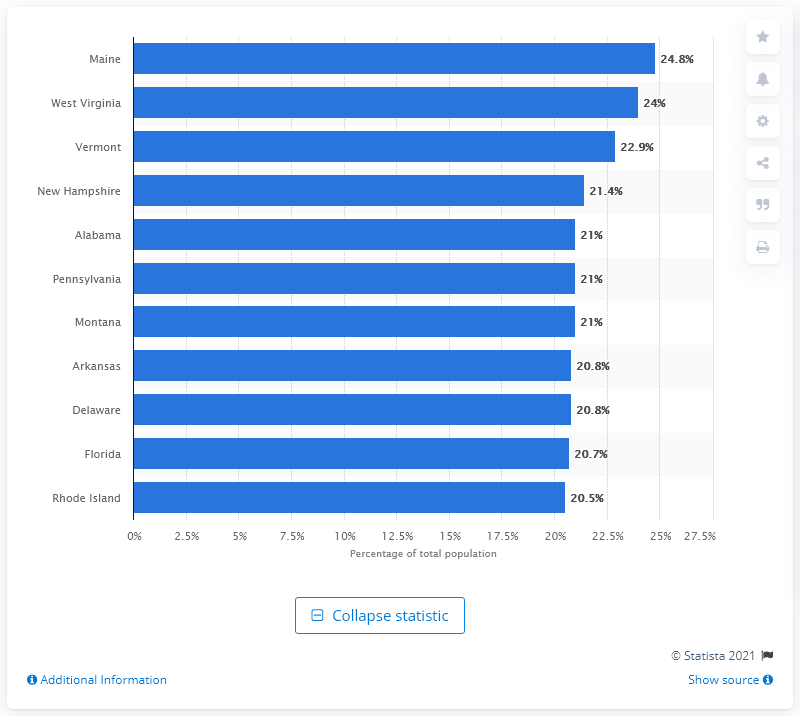 Maine 24.8%
West Virginia 24%
Vermont 22.9%
New Hampshire 21.4%
Alabama 21%
Pennsylvania 21%
Montana 21%
Arkansas 20.8%
Delaware 20.8%
Florida 20.7%
Rhode Island 20.5%
0% 2.5% 5% 7.5% 10% 12.5% 15% 17.5% 20% 22.5% 25% 27.5%
Percentage of total population
Collapse statistic
© Statista 2021
Additional Information Show source